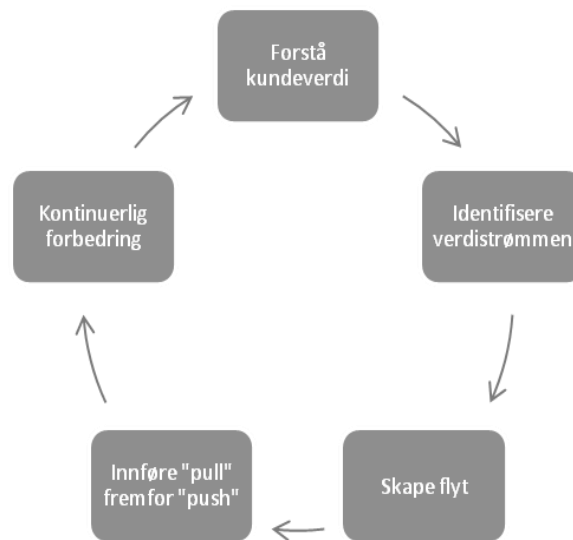 Forstå
kundeverdi
Identifisere
verdistrømmen
Skape flyt
Innføre "pull"
fremfor "push"
Kontinuerlig
forbedring